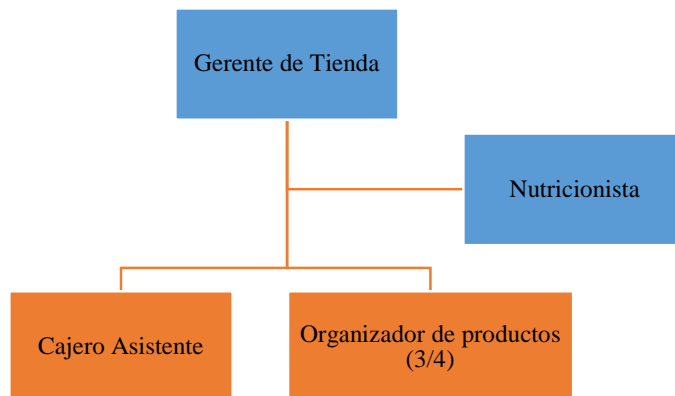 Gerente de Tienda
Nutricionista
Cajero Asistente
Organizador de productos
(3/4)